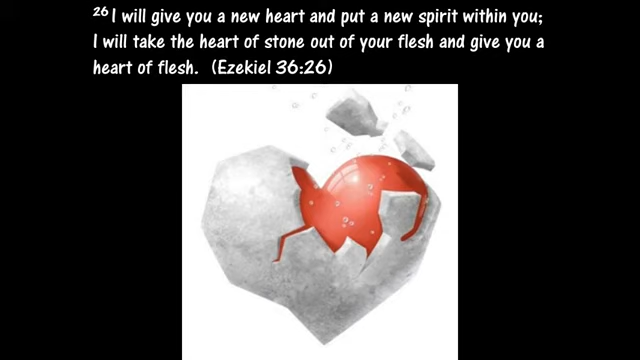 26 I will give you a new heart and put a new spirit within you;
I will take the heart of stone out of your flesh and give you a
heart of flesh. (Ezekiel 36:26)